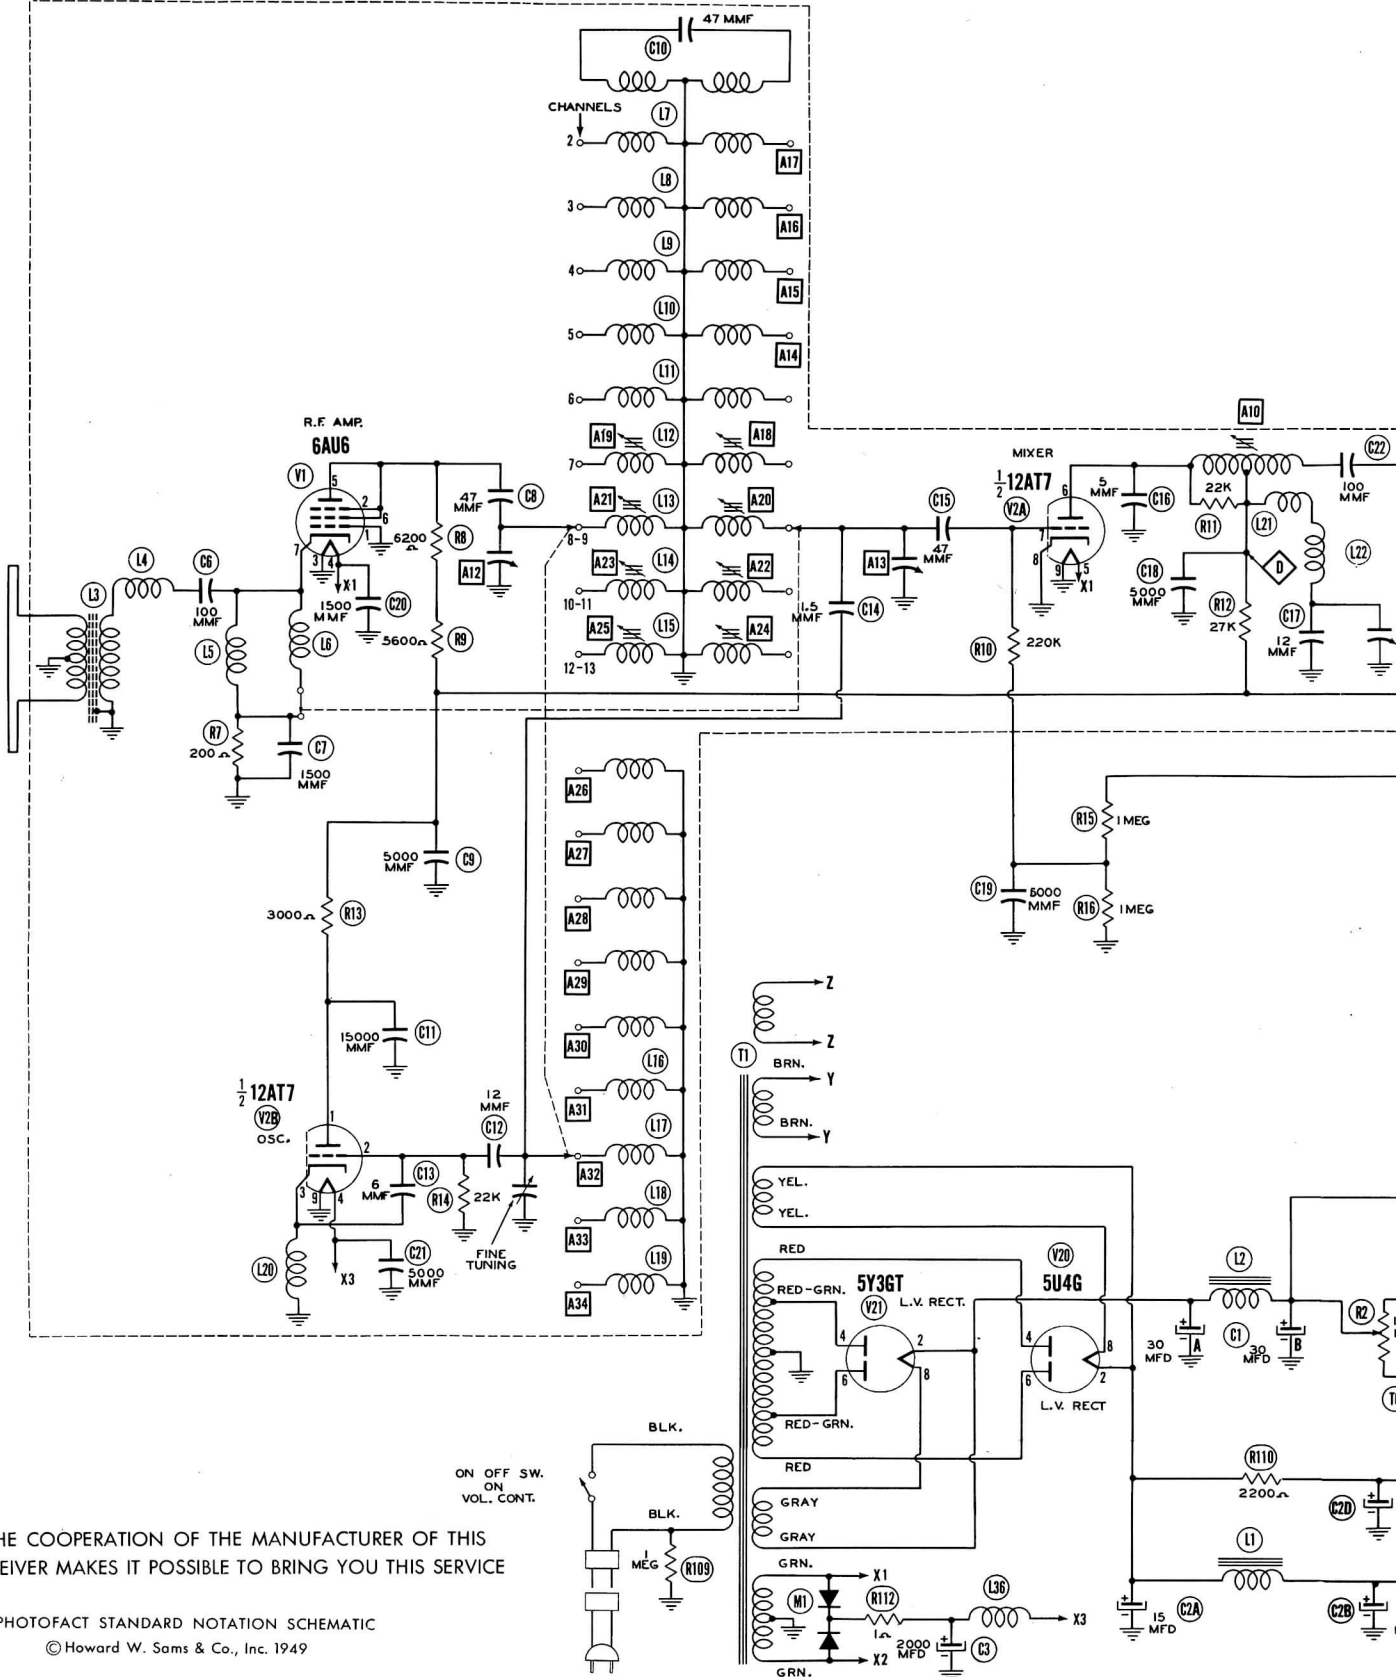 47 MMF
C10
CHANNELS
L7
2
A17
L8
3
A16
L9
4
A15
L10
5
A14
L11
6
R.F. AMP.
6AU6
V1
A19
L12
A18
7
A21
L13
A20
8-9
A23
L14
A22
10-11
A25
L15
A24
12-13
5
2
6
1
7
3
4
X1
47
MMF
C8
6200
Ω
R8
A12
1500
MMF
C20
5600Ω
R9
L3
L4
C6
100
MMF
L5
L6
R7
200Ω
C7
1500
MMF
MIXER
1/2 12AT7
V2A
C15
47
MMF
A13
1.5
MMF
C14
6
7
8
9
5
X1
5
MMF
C16
A10
22K
R11
L21
C22
100
MMF
C18
5000
MMF
D
L22
R12
27K
C17
12
MMF
R10
220K
R15
1 MEG
C19
5000
MMF
R16
1 MEG
5000
MMF
C9
3000Ω
R13
15000
MMF
C11
1/2 12AT7
V2B
OSC.
1
2
3
9
4
X3
L20
C13
6
MMF
C21
5000
MMF
R14
22K
12
MMF
C12
FINE
TUNING
A26
A27
A28
A29
A30
L16
A31
L17
A32
L18
A33
L19
A34
Z
Z
T1
BRN.
Y
BRN.
Y
YEL.
YEL.
RED
RED-GRN.
5Y3GT
V21
L.V. RECT.
V20
5U4G
4
2
6
8
4
8
6
2
L.V. RECT
RED-GRN.
RED
GRAY
GRAY
GRN.
X1
M1
R112
1Ω
2000
MFD
C3
L36
X3
X2
GRN.
L2
C1
30
MFD
A
30
MFD
B
R2
R110
2200Ω
C2D
L1
C2A
15
MFD
C2B
BLK.
ON OFF SW.
ON
VOL. CONT.
BLK.
1
MEG
R109
HE COOPERATION OF THE MANUFACTURER OF THIS
EIVER MAKES IT POSSIBLE TO BRING YOU THIS SERVICE
PHOTOFACT STANDARD NOTATION SCHEMATIC
© Howard W. Sams & Co., Inc. 1949